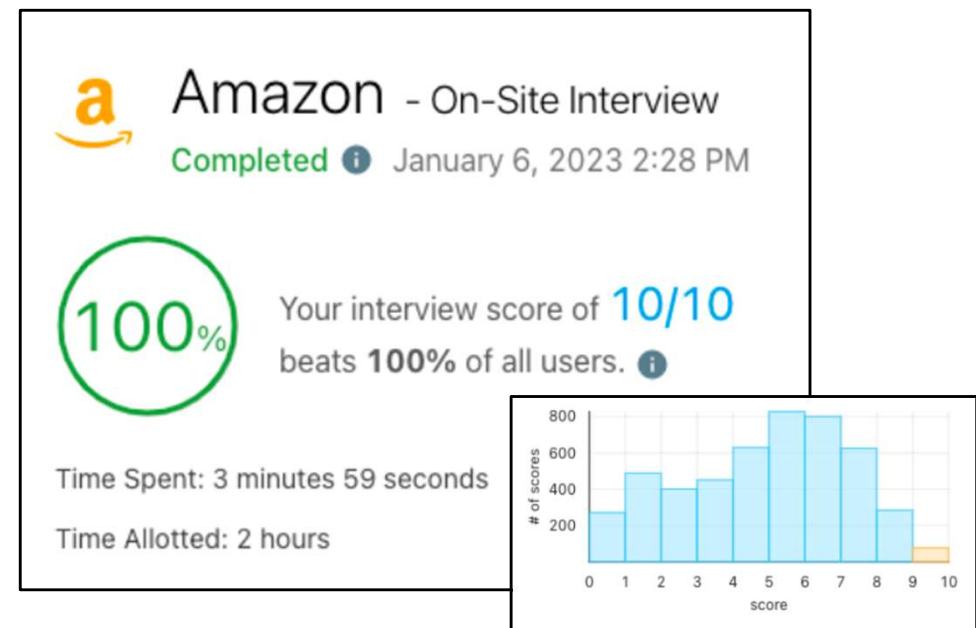 a
Amazon - On-Site Interview
Completed i January 6, 2023 2:28 PM
100%
Your interview score of 10/10
beats 100% of all users. i
Time Spent: 3 minutes 59 seconds
Time Allotted: 2 hours
# of scores
800
600
400
200
0 1 2 3 4 5 6 7 8 9 10
score